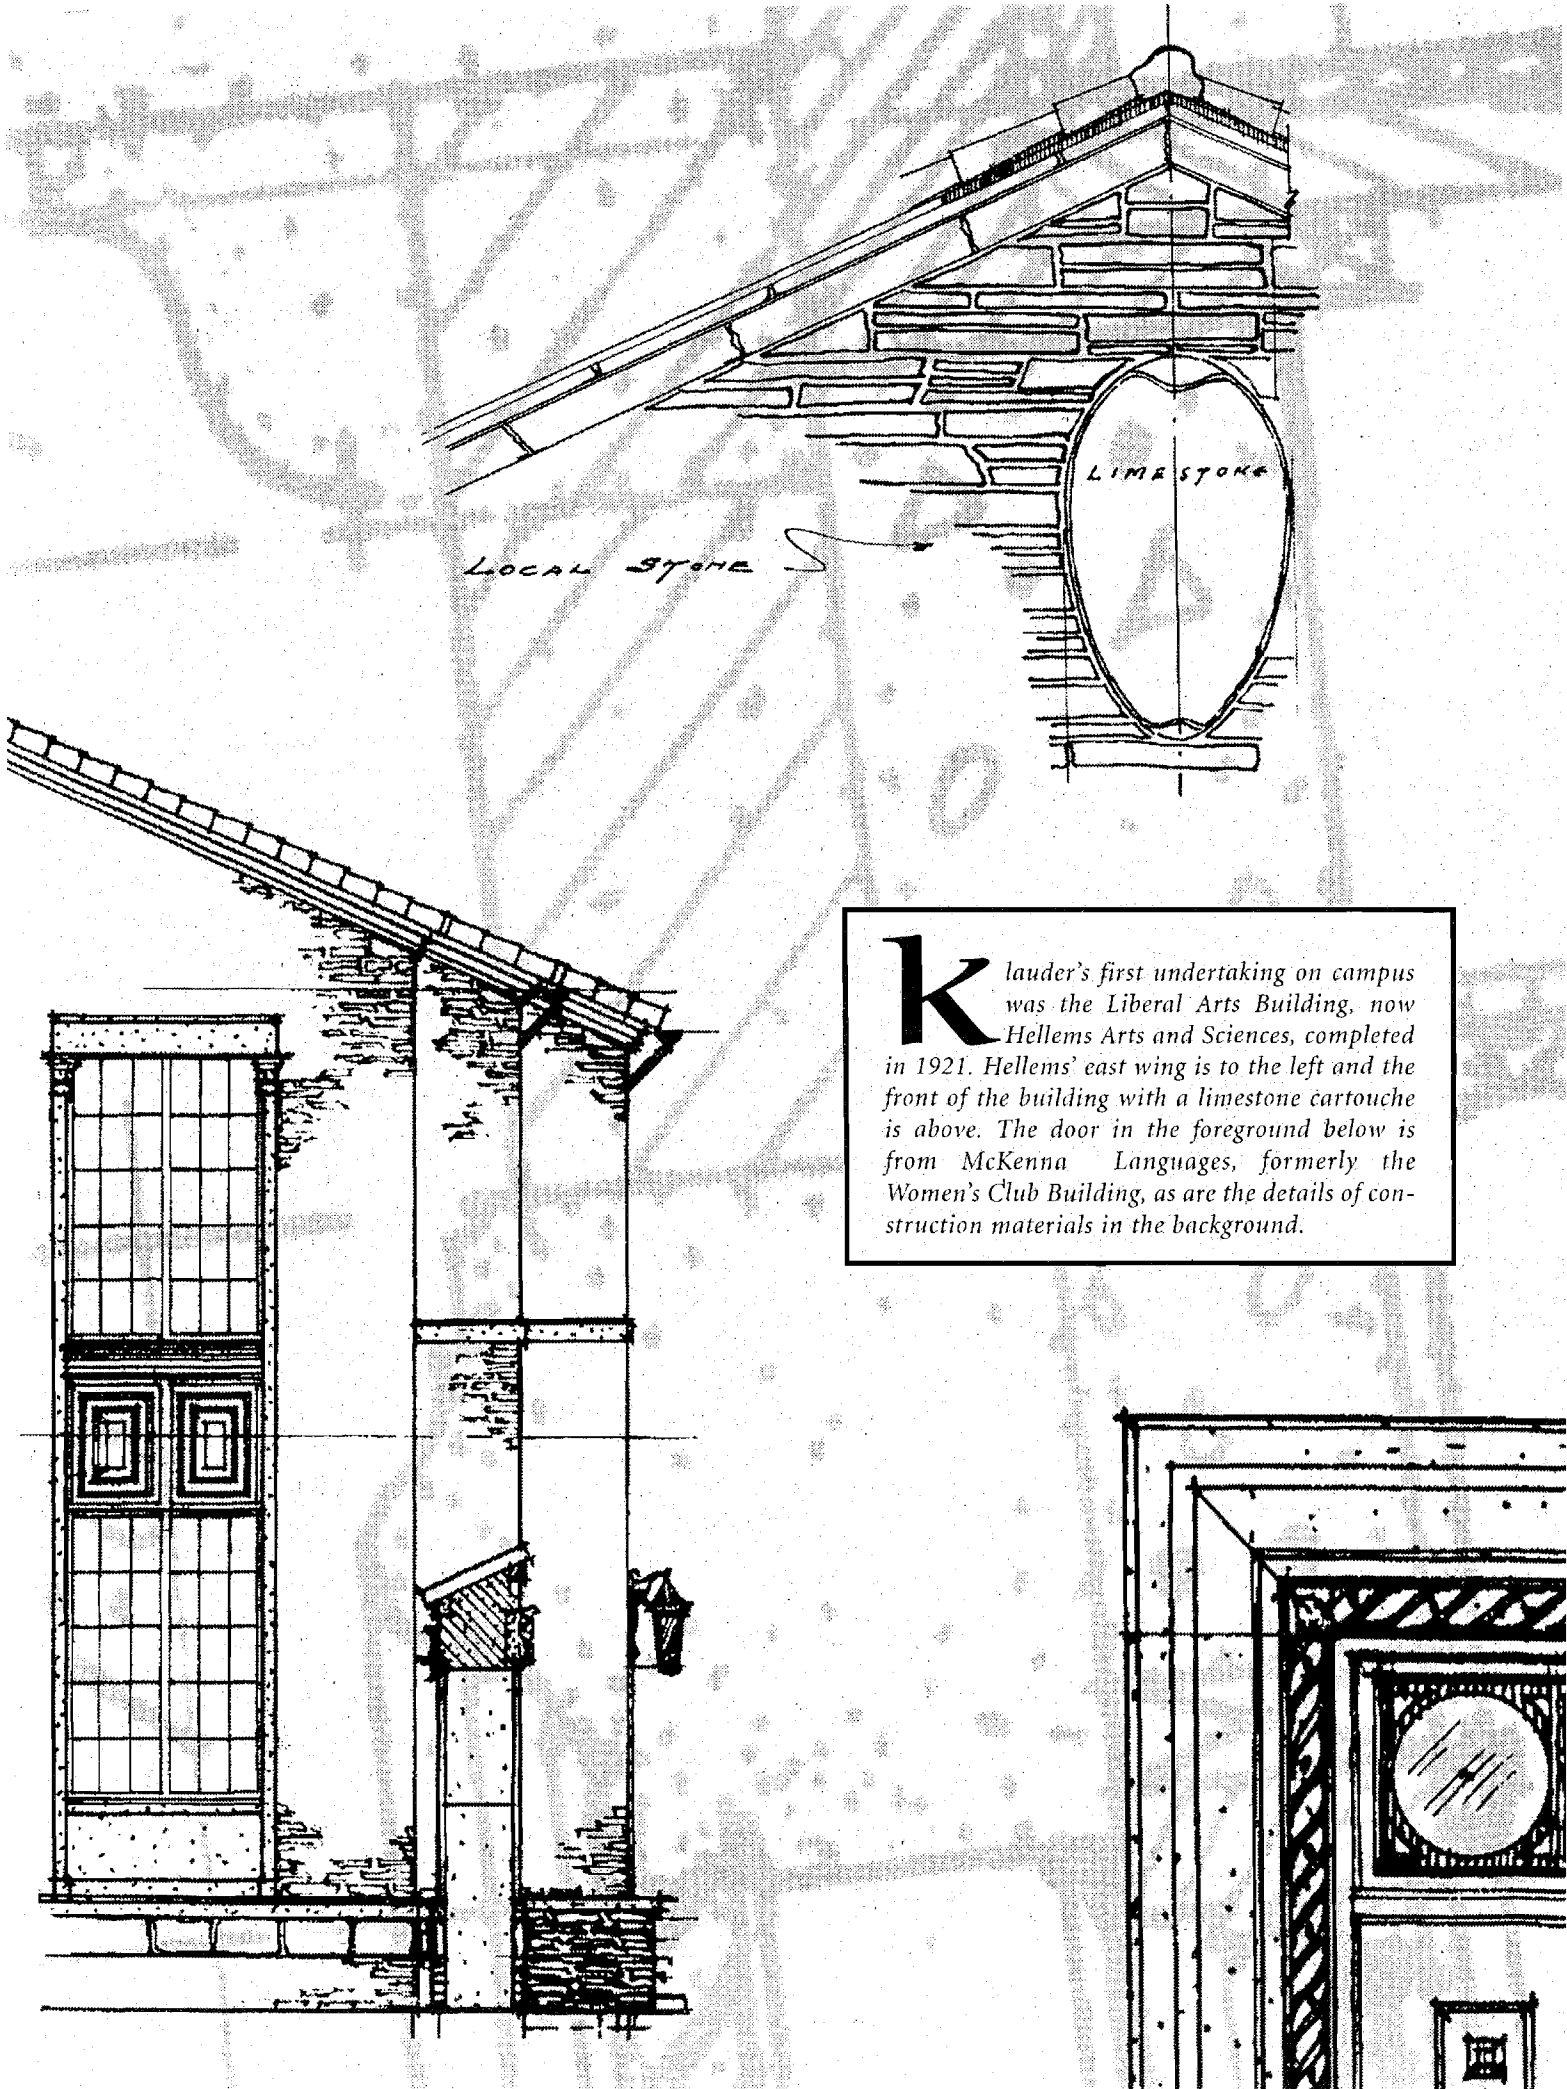 LIMESTONE
LOCAL STONE
Klauder's first undertaking on campus
was the Liberal Arts Building, now
Hellems Arts and Sciences, completed
in 1921. Hellems' east wing is to the left and the
front of the building with a limestone cartouche
is above. The door in the foreground below is
from McKenna Languages, formerly the
Women's Club Building, as are the details of con-
struction materials in the background.